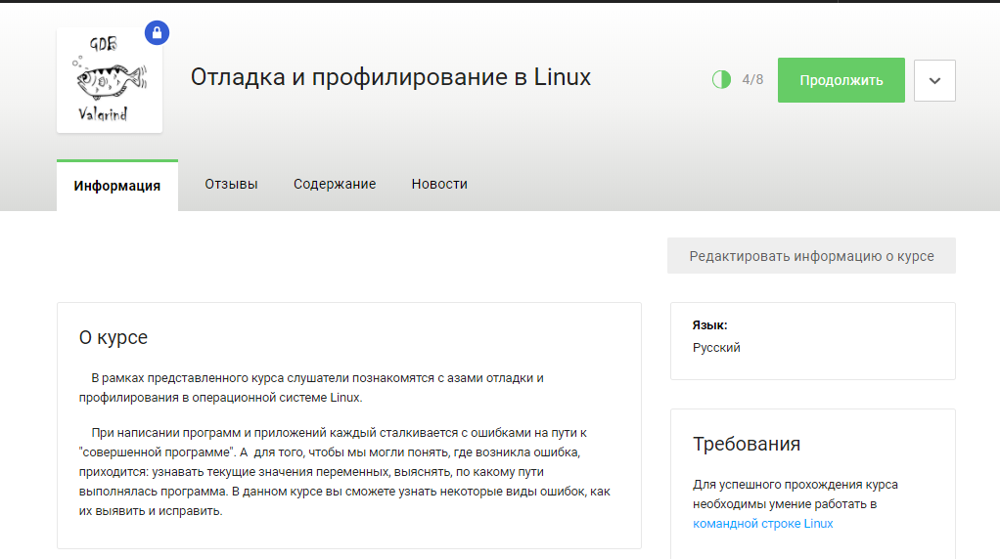 GDB
Valgrind
Отладка и профилирование в Linux
4/8
Продолжить
Информация
Отзывы
Содержание
Новости
Редактировать информацию о курсе
О курсе
В рамках представленного курса слушатели познакомятся с азами отладки и
профилирования в операционной системе Linux.
При написании программ и приложений каждый сталкивается с ошибками на пути к
"совершенной программе". А для того, чтобы мы могли понять, где возникла ошибка,
приходится: узнавать текущие значения переменных, выяснять, по какому пути
выполнялась программа. В данном курсе вы сможете узнать некоторые виды ошибок, как
их выявить и исправить.
Язык:
Русский
Требования
Для успешного прохождения курса
необходимы умение работать в
командной строке Linux